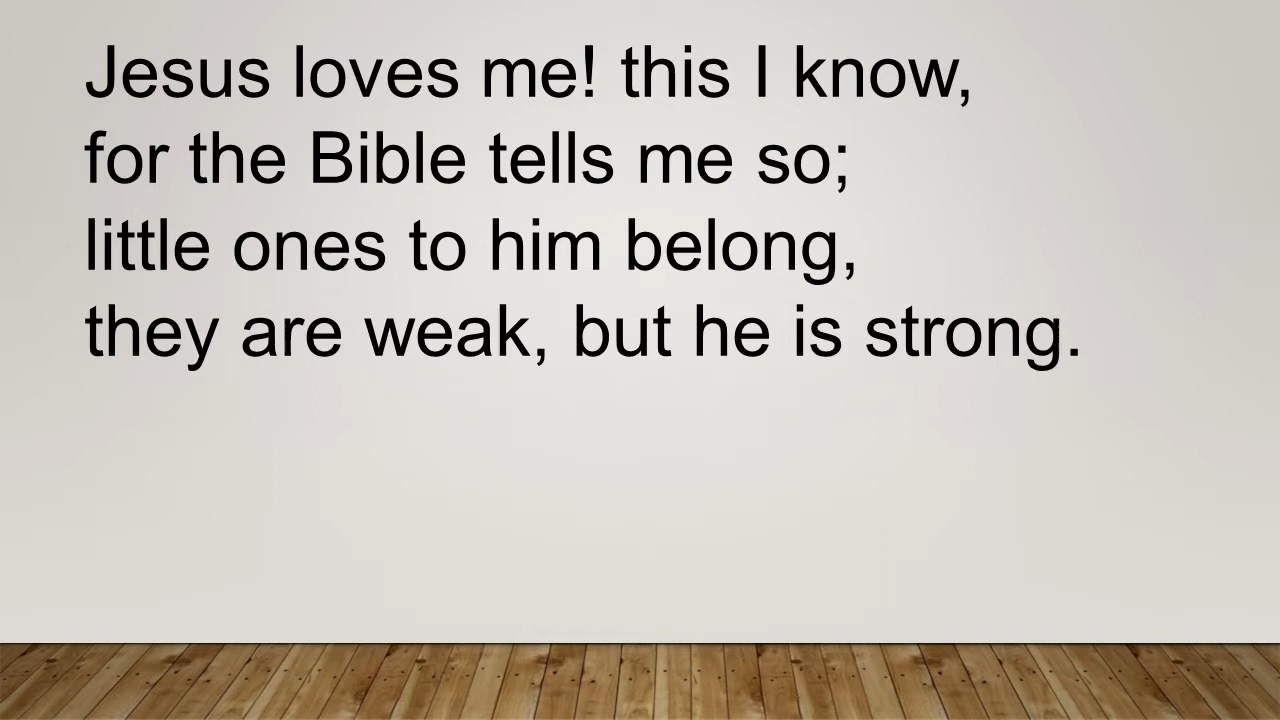 Jesus loves me! this I know,
for the Bible tells me so;
little ones to him belong,
they are weak, but he is strong.